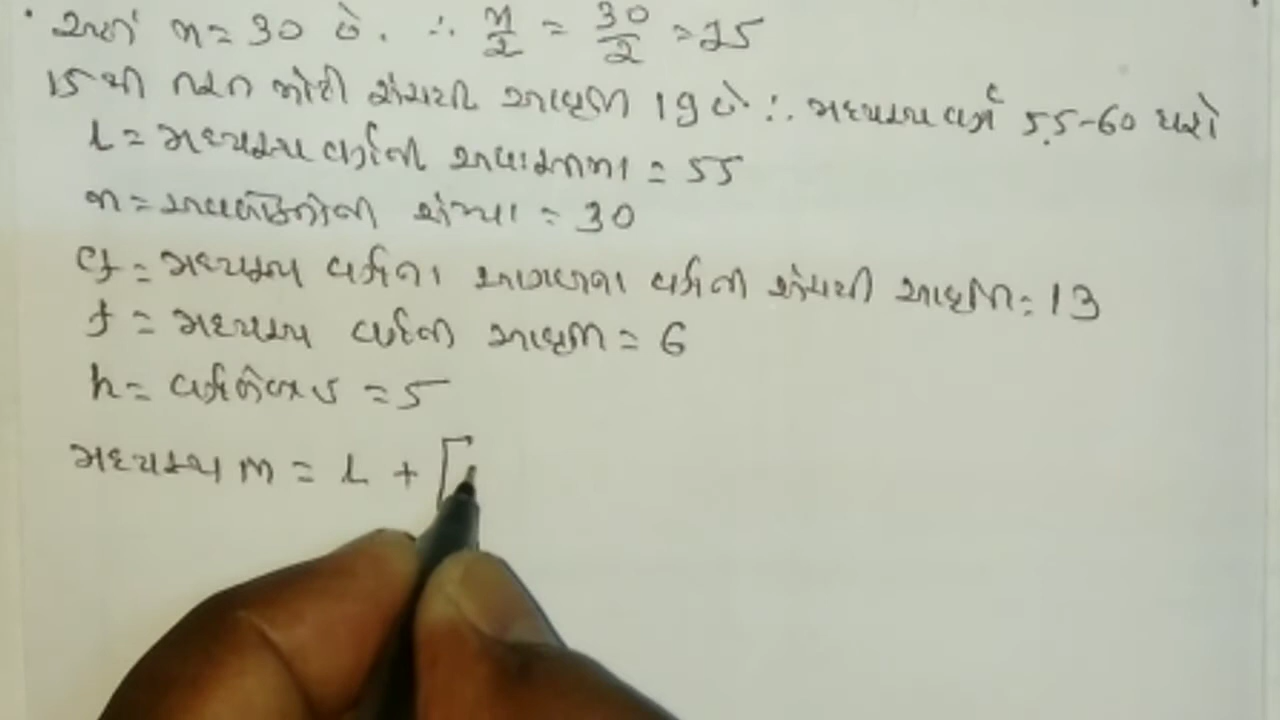 અહીં n = 30 છે. ∴ n/2 = 30/2 = 15
15 થી તરત મોટી સંચયી આવૃત્તિ 19 છે ∴ મધ્યસ્થ વર્ગ 55-60 થશે
l = મધ્યસ્થ વર્ગની અધઃસીમા = 55
n = અવલોકનોની સંખ્યા = 30
cf = મધ્યસ્થ વર્ગના આગળના વર્ગની સંચયી આવૃત્તિ = 13
f = મધ્યસ્થ વર્ગની આવૃત્તિ = 6
h = વર્ગલંબાઈ = 5
મધ્યસ્થ M = l + [